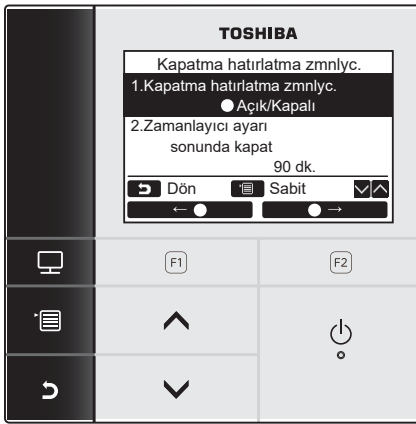 TOSHIBA
Kapatma hatırlatma zmnlyc.
1.Kapatma hatırlatma zmnlyc.
Açık/Kapalı
2.Zamanlayıcı ayarı
sonunda kapat
90 dk.
Dön Sabit
F1 F2